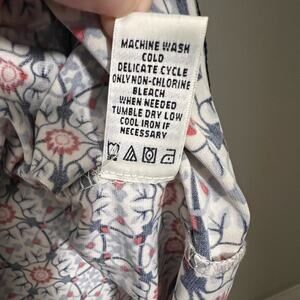 MACHINE WASH
COLD
DELICATE CYCLE
ONLY NON-CHLORINE
BLEACH
WHEN NEEDED
TUMBLE DRY LOW
COOL IRON IF
NECESSARY